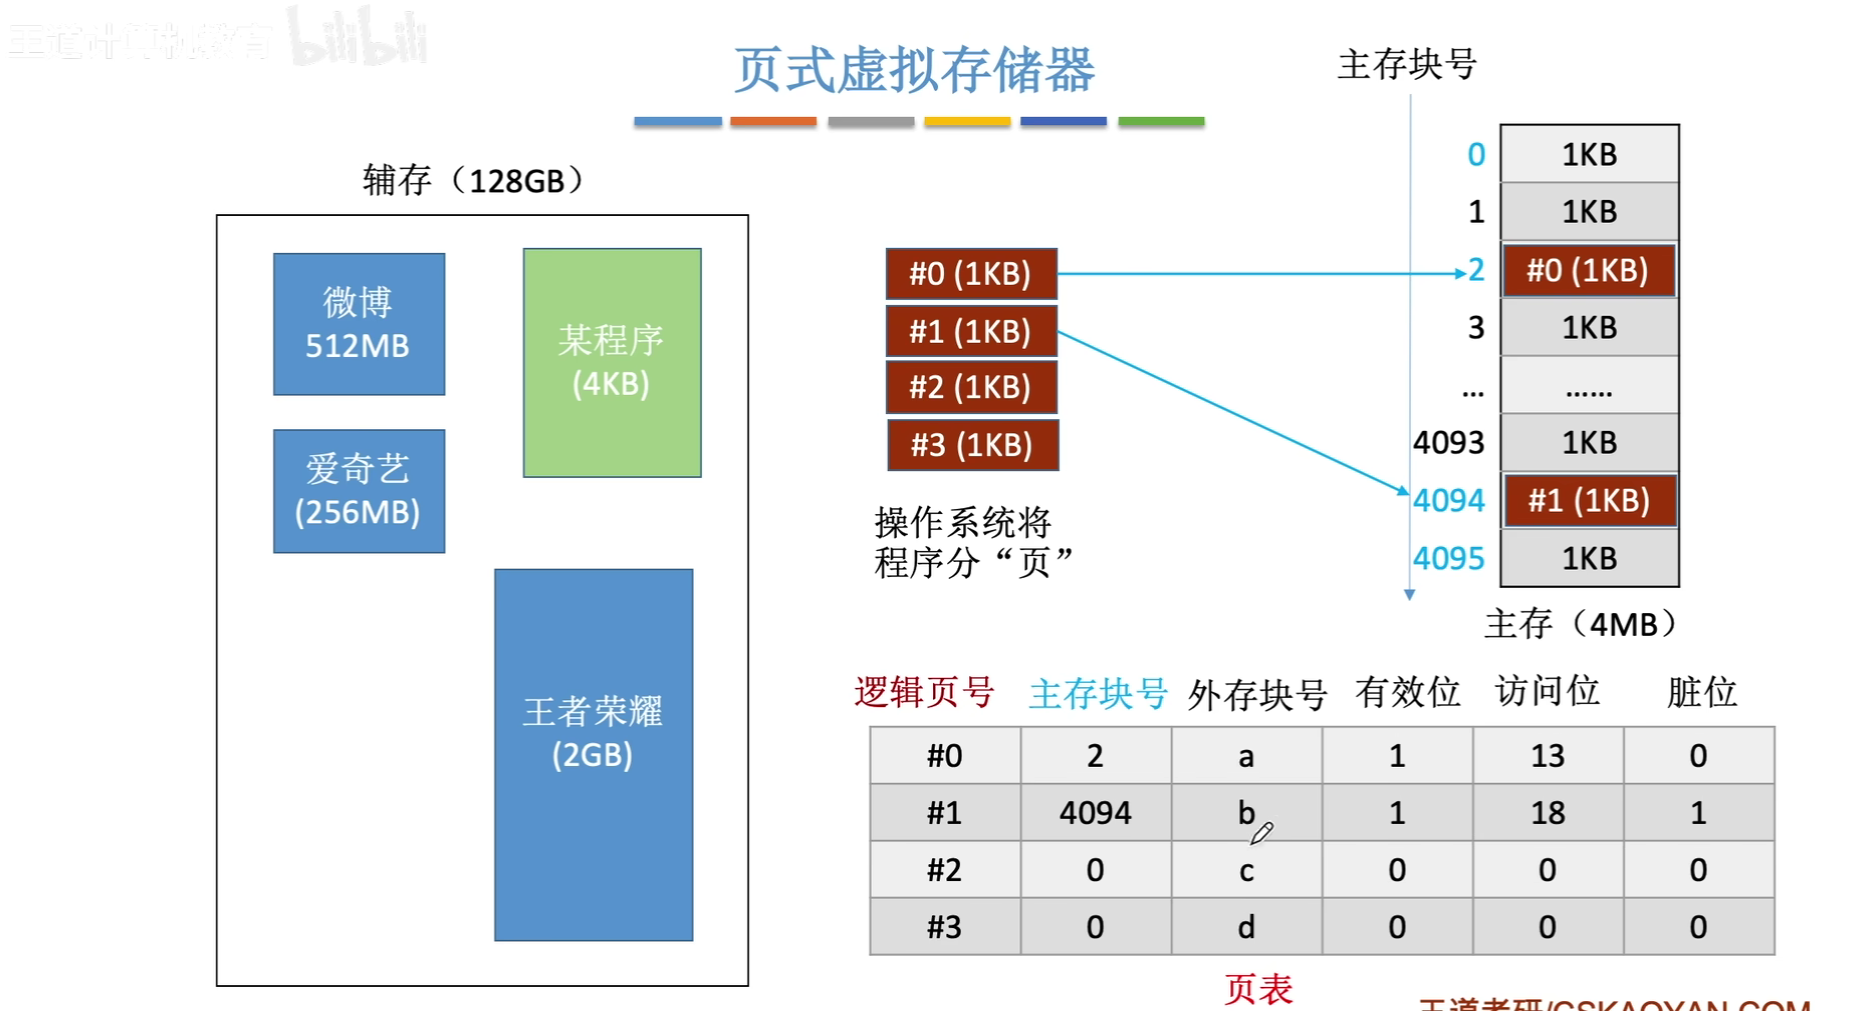 王道计算机教育 bilibili
页式虚拟存储器
主存块号
辅存（128GB）
微博
512MB
某程序
(4KB)
爱奇艺
(256MB)
王者荣耀
(2GB)
#0 (1KB)
#1 (1KB)
#2 (1KB)
#3 (1KB)
操作系统将
程序分“页”
0 1KB
1 1KB
2 #0 (1KB)
3 1KB
... ......
4093 1KB
4094 #1 (1KB)
4095 1KB
主存（4MB）
逻辑页号 主存块号 外存块号 有效位 访问位 脏位
#0 2 a 1 13 0
#1 4094 b 1 18 1
#2 0 c 0 0 0
#3 0 d 0 0 0
页表
王道考研/CSKAOYAN.COM